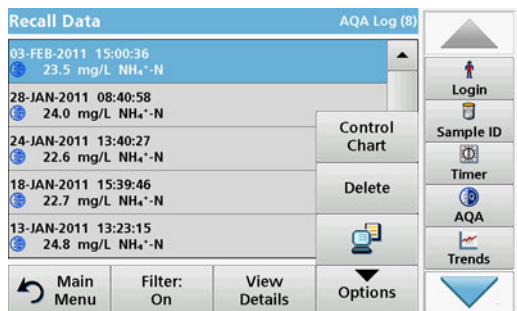 Recall Data AQA Log (8)
03-FEB-2011 15:00:36
23.5 mg/L NH₄⁺-N
28-JAN-2011 08:40:58
24.0 mg/L NH₄⁺-N
24-JAN-2011 13:40:27
22.6 mg/L NH₄⁺-N
18-JAN-2011 15:39:46
22.7 mg/L NH₄⁺-N
13-JAN-2011 13:23:15
24.8 mg/L NH₄⁺-N
Control
Chart
Delete
Main
Menu
Filter:
On
View
Details
Options
Login
Sample ID
Timer
AQA
Trends